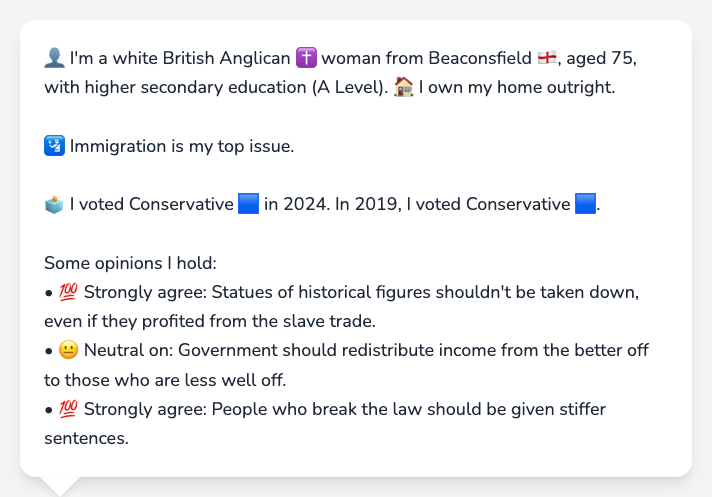 👤 I'm a white British Anglican ✝️ woman from Beaconsfield 🏴󠁧󠁢󠁥󠁮󠁧󠁿, aged 75,
with higher secondary education (A Level). 🏠 I own my home outright.
🛂 Immigration is my top issue.
🗳️ I voted Conservative 🟦 in 2024. In 2019, I voted Conservative 🟦.
Some opinions I hold:
• 💯 Strongly agree: Statues of historical figures shouldn't be taken down,
even if they profited from the slave trade.
• 😐 Neutral on: Government should redistribute income from the better off
to those who are less well off.
• 💯 Strongly agree: People who break the law should be given stiffer
sentences.